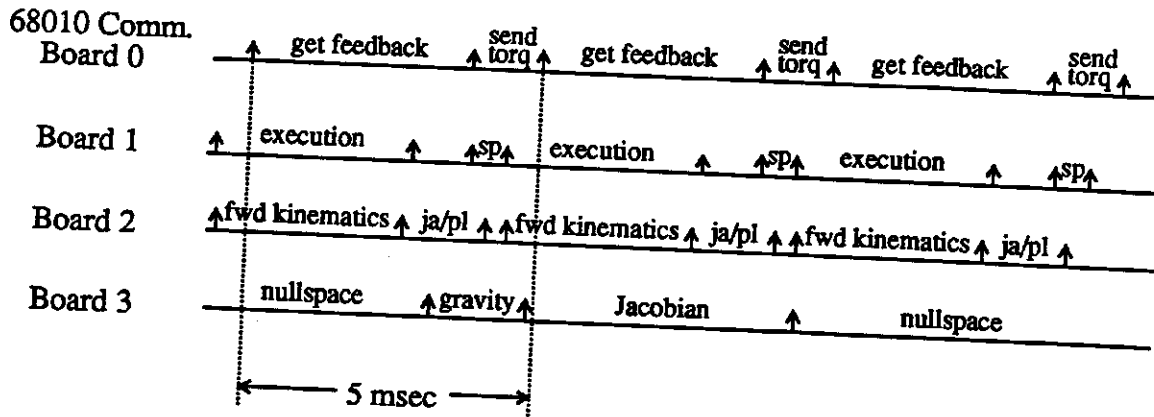 68010 Comm.
Board 0 get feedback send torq get feedback send torq get feedback send torq
Board 1 execution sp execution sp execution sp
Board 2 fwd kinematics ja/pl fwd kinematics ja/pl fwd kinematics ja/pl
Board 3 nullspace gravity Jacobian nullspace
5 msec